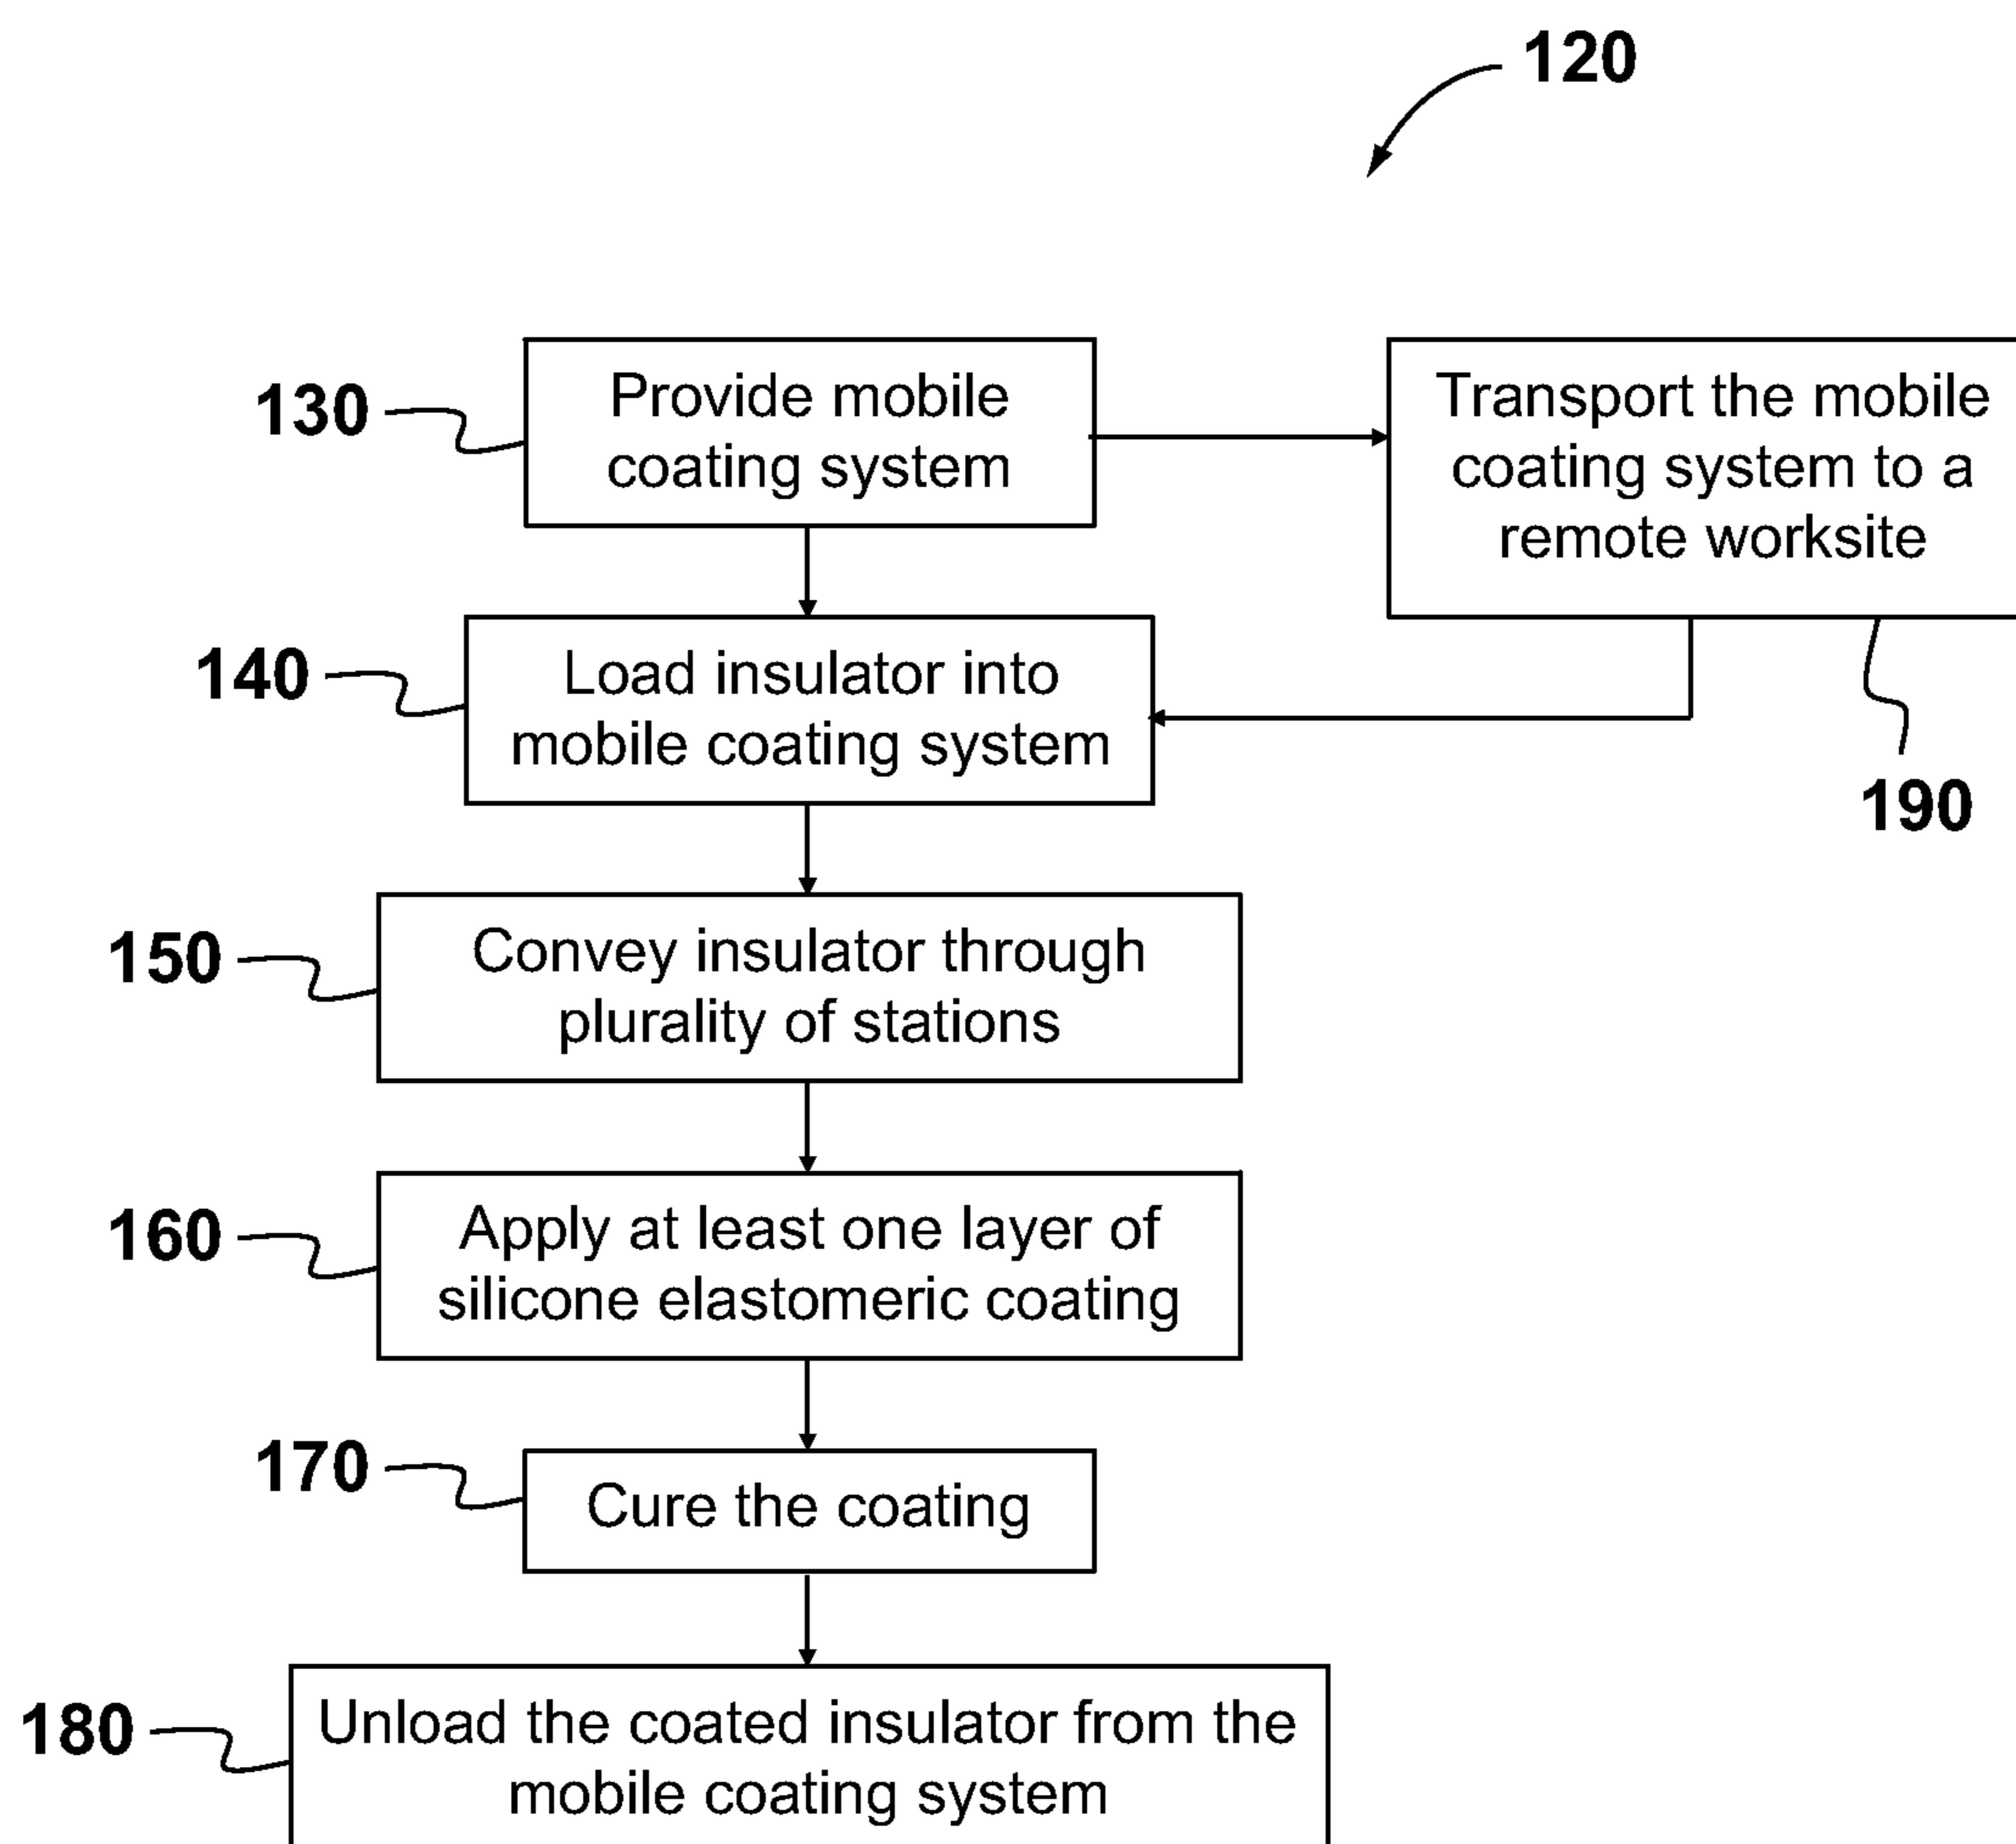 120
130
Provide mobile
coating system
Transport the mobile
coating system to a
remote worksite
140
Load insulator into
mobile coating system
190
150
Convey insulator through
plurality of stations
160
Apply at least one layer of
silicone elastomeric coating
170
Cure the coating
180
Unload the coated insulator from the
mobile coating system